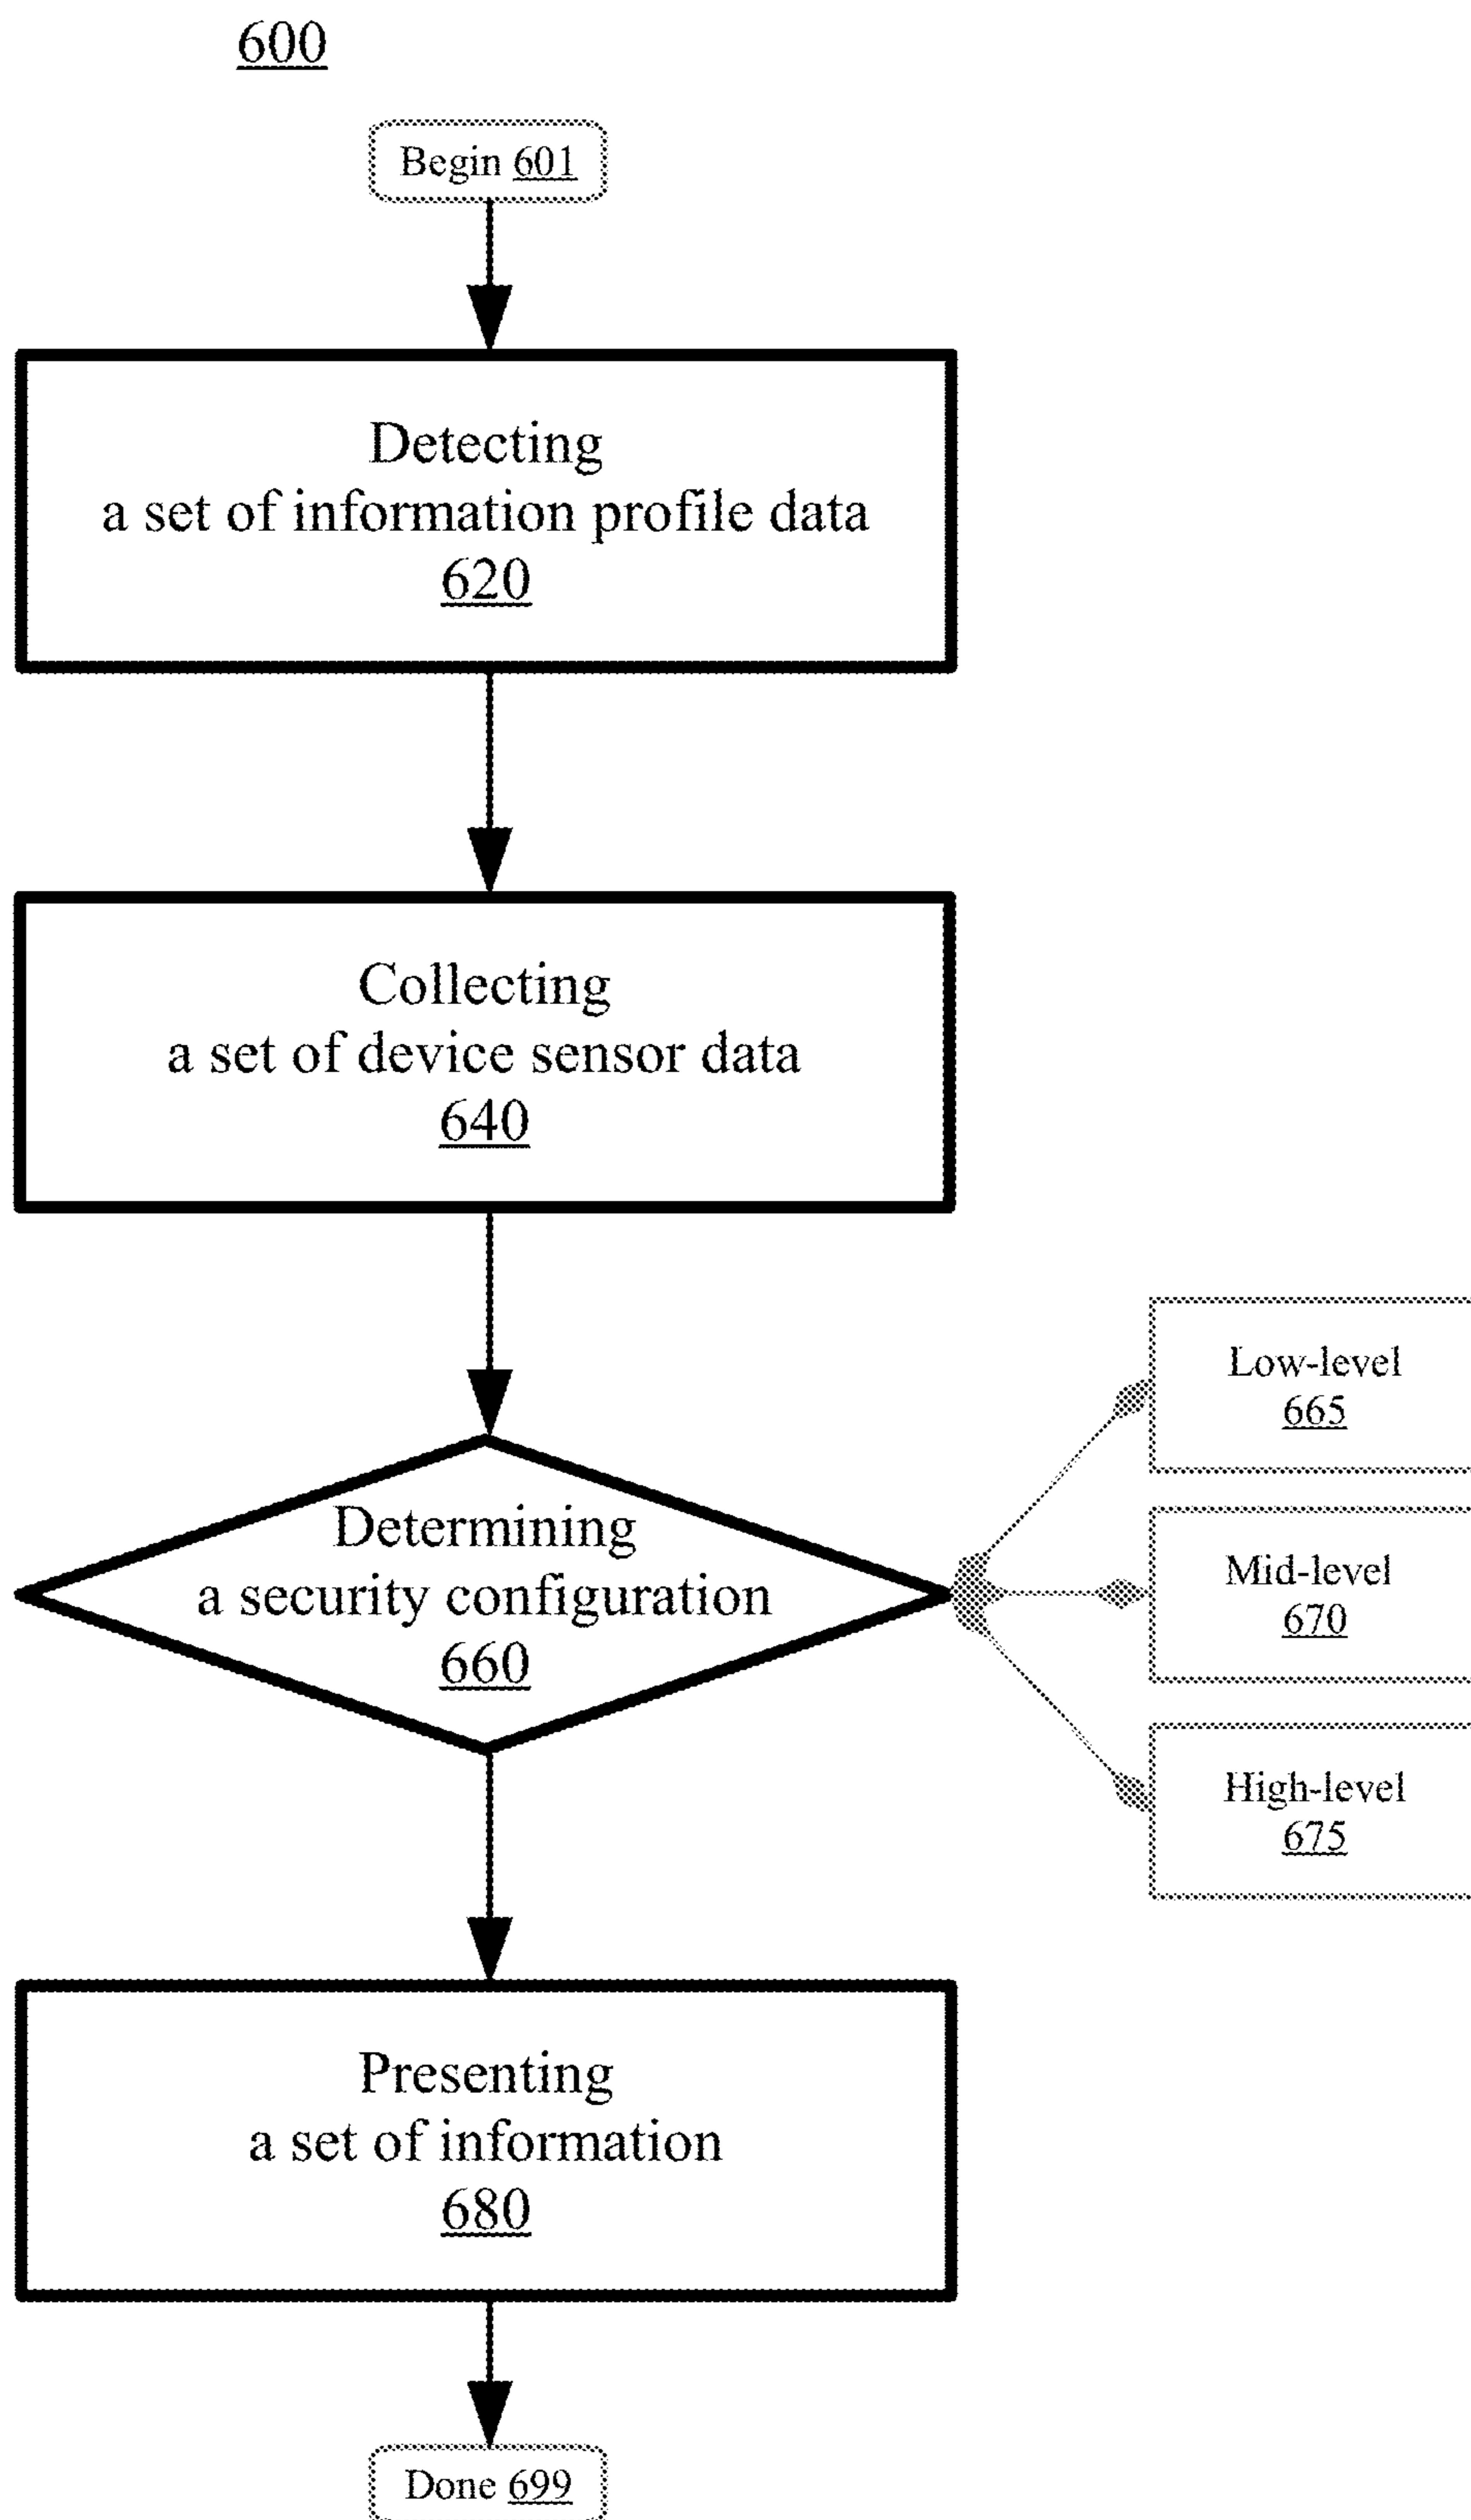 600
Begin 601
Detecting
a set of information profile data
620
Collecting
a set of device sensor data
640
Determining
a security configuration
660
Low-level
665
Mid-level
670
High-level
675
Presenting
a set of information
680
Done 699